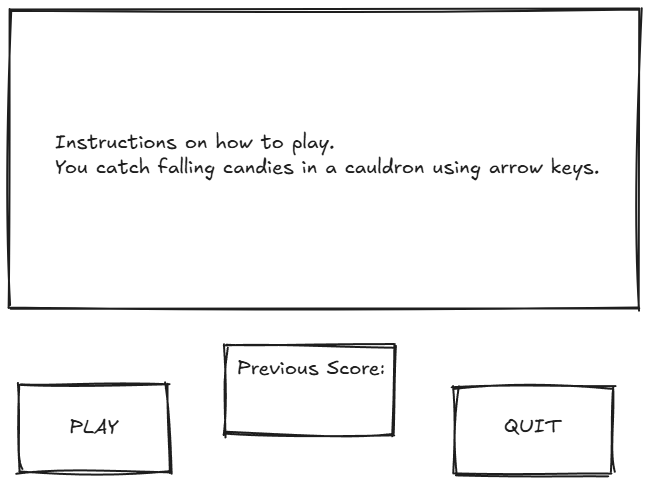 Instructions on how to play.
You catch falling candies in a cauldron using arrow keys.
Previous Score:
PLAY
QUIT